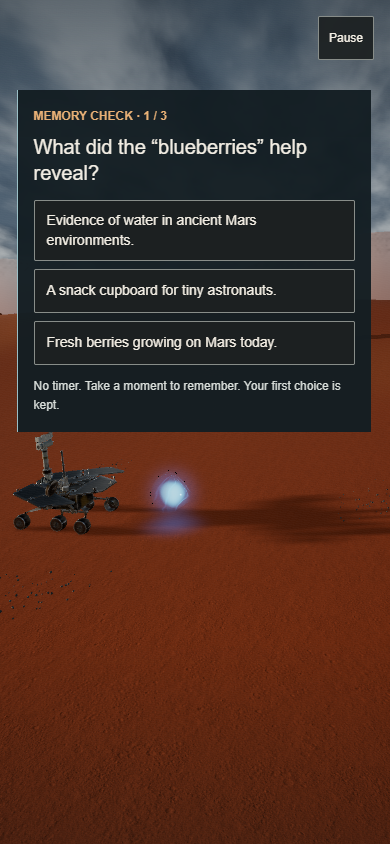 Pause
MEMORY CHECK · 1 / 3
What did the “blueberries” help
reveal?
Evidence of water in ancient Mars
environments.
A snack cupboard for tiny astronauts.
Fresh berries growing on Mars today.
No timer. Take a moment to remember. Your first choice is
kept.